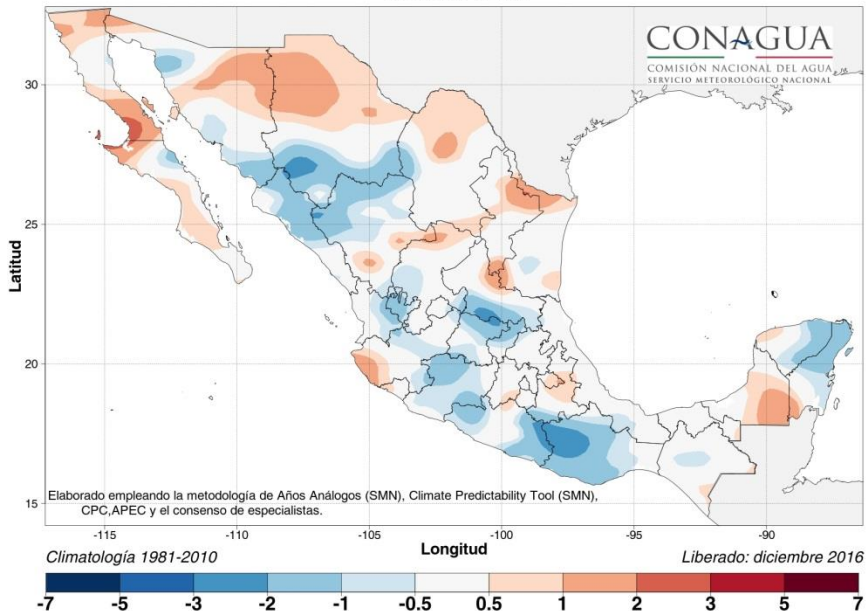 CONAGUA
COMISIÓN NACIONAL DEL AGUA
SERVICIO METEOROLÓGICO NACIONAL
30
25
20
15
Latitud
Elaborado empleando la metodología de Años Análogos (SMN), Climate Predictability Tool (SMN),
CPC,APEC y el consenso de especialistas.
-115 -110 -105 -100 -95 -90
Longitud
Climatología 1981-2010
Liberado: diciembre 2016
-7 -5 -3 -2 -1 -0.5 0.5 1 2 3 5 7